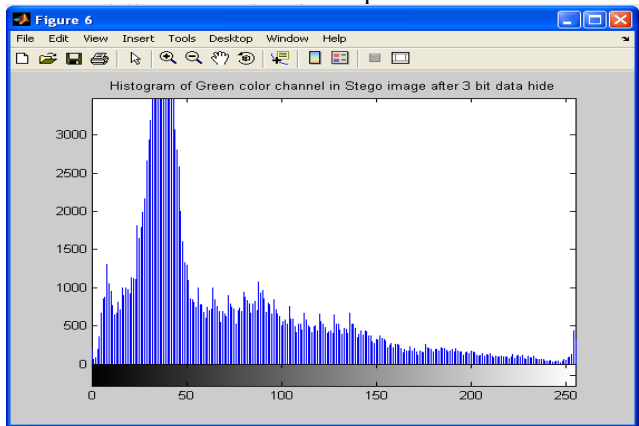 Figure 6
File Edit View Insert Tools Desktop Window Help
Histogram of Green color channel in Stego image after 3 bit data hide
3000
2500
2000
1500
1000
500
0
0 50 100 150 200 250